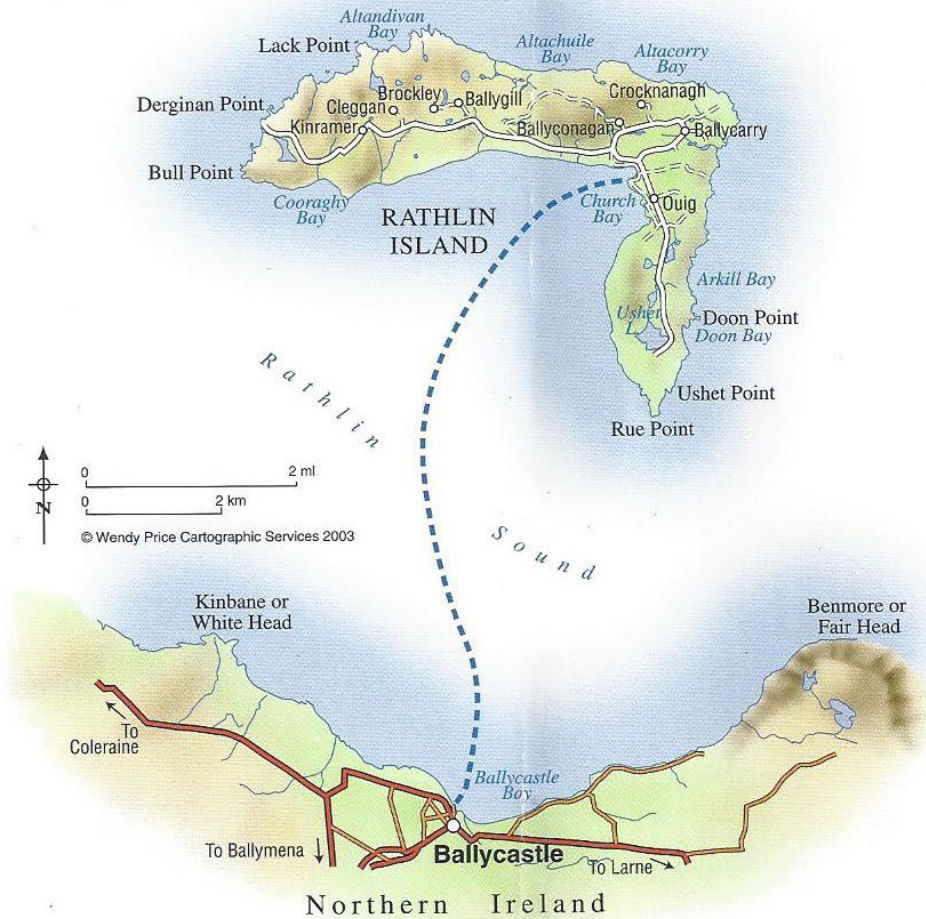 Altandivan
Bay
Lack Point
Altachuile
Bay
Altacorry
Bay
Derginan Point
Cleggan
Brockley
Ballygill
Crocknanagh
Kinramer
Ballyconagan
Ballycarry
Bull Point
Cooraghy
Bay
RATHLIN
ISLAND
Church
Bay
Ouig
Arkill Bay
Ushet
L.
Doon Point
Doon Bay
Ushet Point
Rue Point
Rathlin
Sound
N
0 2 ml
0 2 km
© Wendy Price Cartographic Services 2003
Kinbane or
White Head
Benmore or
Fair Head
To
Coleraine
Ballycastle
Bay
To Ballymena
Ballycastle
To Larne
Northern Ireland